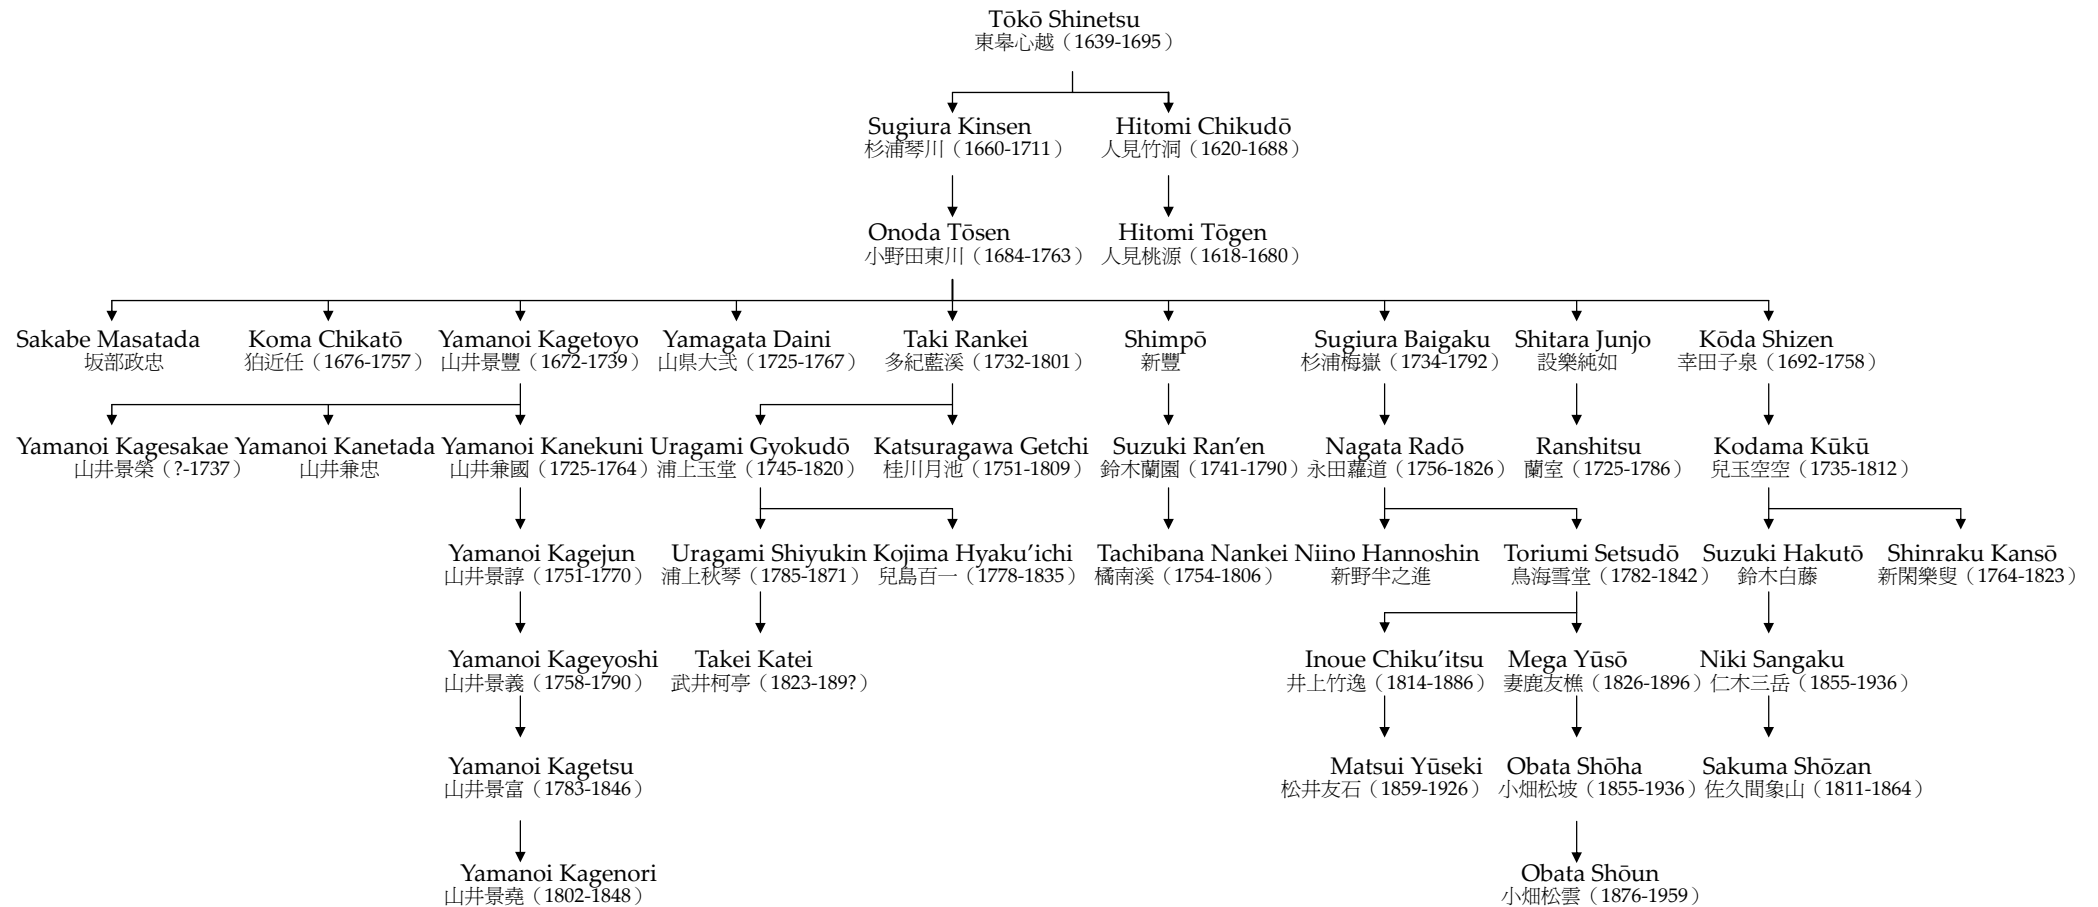 Tōkō Shinetsu
東皋心越（1639-1695）
Sugiura Kinsen
杉浦琴川（1660-1711）
Hitomi Chikudō
人見竹洞（1620-1688）
Onoda Tōsen
小野田東川（1684-1763）
Hitomi Tōgen
人見桃源（1618-1680）
Sakabe Masatada
坂部政忠
Koma Chikatō
狛近任（1676-1757）
Yamanoi Kagetoyo
山井景豐（1672-1739）
Yamagata Daini
山県大弐（1725-1767）
Taki Rankei
多紀藍溪（1732-1801）
Shimpō
新豐
Sugiura Baigaku
杉浦梅嶽（1734-1792）
Shitara Junjo
設樂純如
Kōda Shizen
幸田子泉（1692-1758）
Yamanoi Kagesakae
山井景榮（?-1737）
Yamanoi Kanetada
山井兼忠
Yamanoi Kanekuni
山井兼國（1725-1764）
Uragami Gyokudō
浦上玉堂（1745-1820）
Katsuragawa Getchi
桂川月池（1751-1809）
Suzuki Ran’en
鈴木蘭園（1741-1790）
Nagata Radō
永田蘿道（1756-1826）
Ranshitsu
蘭室（1725-1786）
Kodama Kūkū
兒玉空空（1735-1812）
Yamanoi Kagejun
山井景諄（1751-1770）
Uragami Shiyukin
浦上秋琴（1785-1871）
Kojima Hyaku’ichi
兒島百一（1778-1835）
Tachibana Nankei
橘南溪（1754-1806）
Niino Hannoshin
新野半之進
Toriumi Setsudō
鳥海雪堂（1782-1842）
Suzuki Hakutō
鈴木白藤
Shinraku Kansō
新閑樂叟（1764-1823）
Yamanoi Kageyoshi
山井景義（1758-1790）
Takei Katei
武井柯亭（1823-189?）
Inoue Chiku’itsu
井上竹逸（1814-1886）
Mega Yūsō
妻鹿友樵（1826-1896）
Niki Sangaku
仁木三岳（1855-1936）
Yamanoi Kagetsu
山井景富（1783-1846）
Matsui Yūseki
松井友石（1859-1926）
Obata Shōha
小畑松坡（1855-1936）
Sakuma Shōzan
佐久間象山（1811-1864）
Yamanoi Kagenori
山井景堯（1802-1848）
Obata Shōun
小畑松雲（1876-1959）